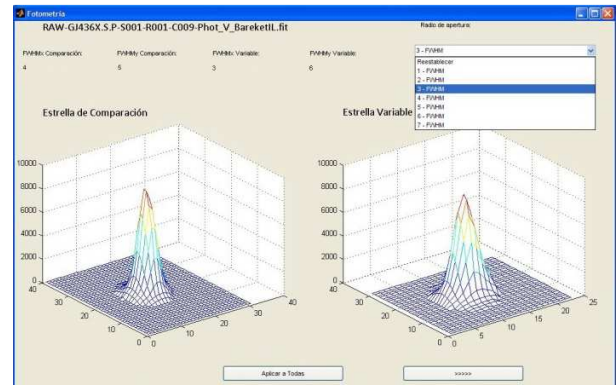 Fotometría
RAW-GJ436X.S.P-S001-R001-C009-Phot_V_BareketIL.fit
Radio de apertura:
FWHMx Comparación: FWHMy Comparación: FWHMx Variable: FWHMy Variable:
4 5 3 6
3 - FWHM
Reestablecer
1 - FWHM
2 - FWHM
3 - FWHM
4 - FWHM
5 - FWHM
6 - FWHM
7 - FWHM
Estrella de Comparación
Estrella Variable
10000
8000
6000
4000
2000
0
40
30
20
10
0
0
10
20
30
40
10000
8000
6000
4000
2000
0
40
30
20
10
0
0
5
10
15
20
25
Aplicar a Todas
>>>>>